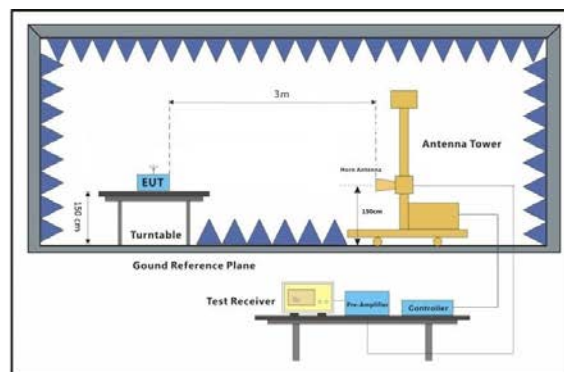 3m
Antenna Tower
Horn Antenna
EUT
150 cm
150cm
Turntable
Gound Reference Plane
Test Receiver
Pre-Amplifier
Controller